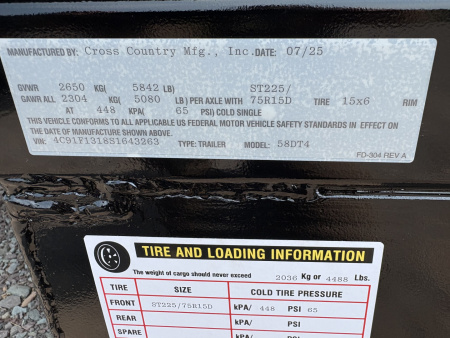 MANUFACTURED BY: Cross Country Mfg., Inc. DATE: 07/25
GVWR 2650 KG( 5842 LB) ST225/
GAWR ALL 2304 KG( 5080 LB) PER AXLE WITH 75R15D TIRE 15x6 RIM
AT 448 KPA( 65 PSI) COLD SINGLE
THIS VEHICLE CONFORMS TO ALL APPLICABLE US FEDERAL MOTOR VEHICLE SAFETY STANDARDS IN EFFECT ON
THE DATE OF MANUFACTURE SHOWN ABOVE
VIN: 4C91F1318S1643263 TYPE: TRAILER MODEL: 58DT4
FD-304 REV A
TIRE AND LOADING INFORMATION
The weight of cargo should never exceed 2036 Kg or 4488 Lbs.
TIRE SIZE COLD TIRE PRESSURE
FRONT ST225/75R15D kPA/ 448 PSI 65
REAR kPA/ PSI
SPARE kPA/ PSI